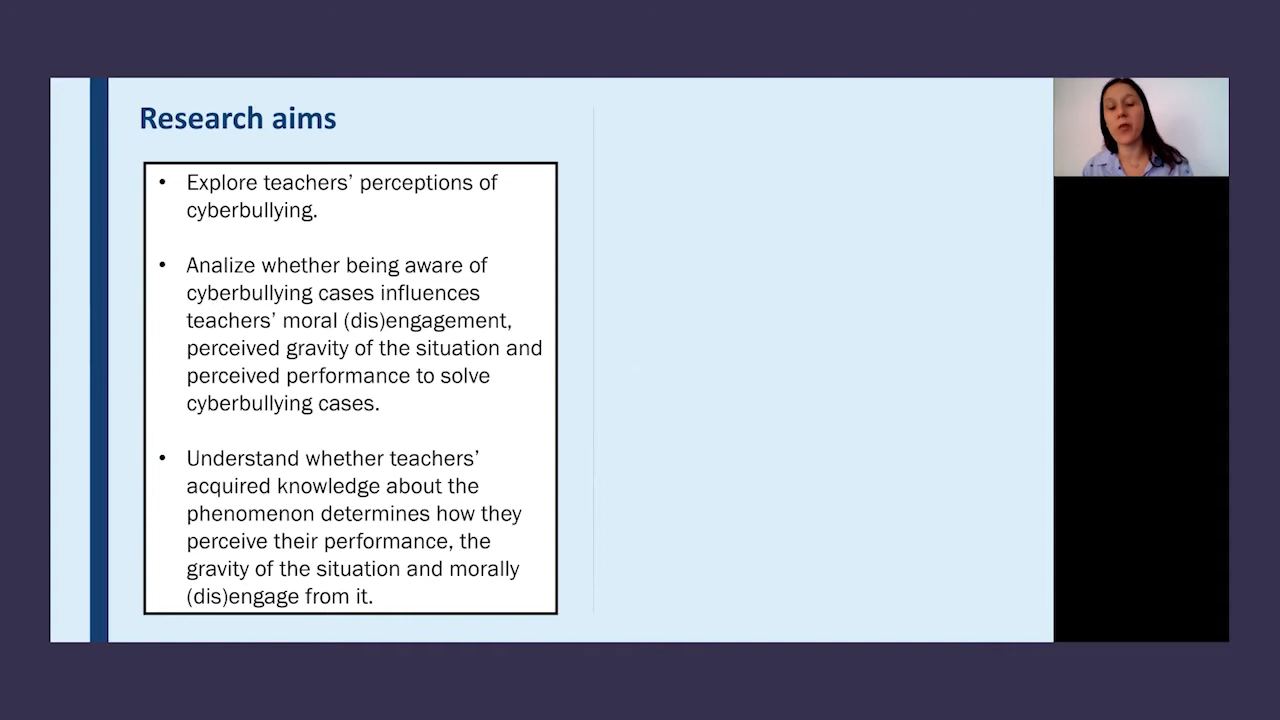 Research aims
• Explore teachers’ perceptions of
cyberbullying.
• Analize whether being aware of
cyberbullying cases influences
teachers’ moral (dis)engagement,
perceived gravity of the situation and
perceived performance to solve
cyberbullying cases.
• Understand whether teachers’
acquired knowledge about the
phenomenon determines how they
perceive their performance, the
gravity of the situation and morally
(dis)engage from it.